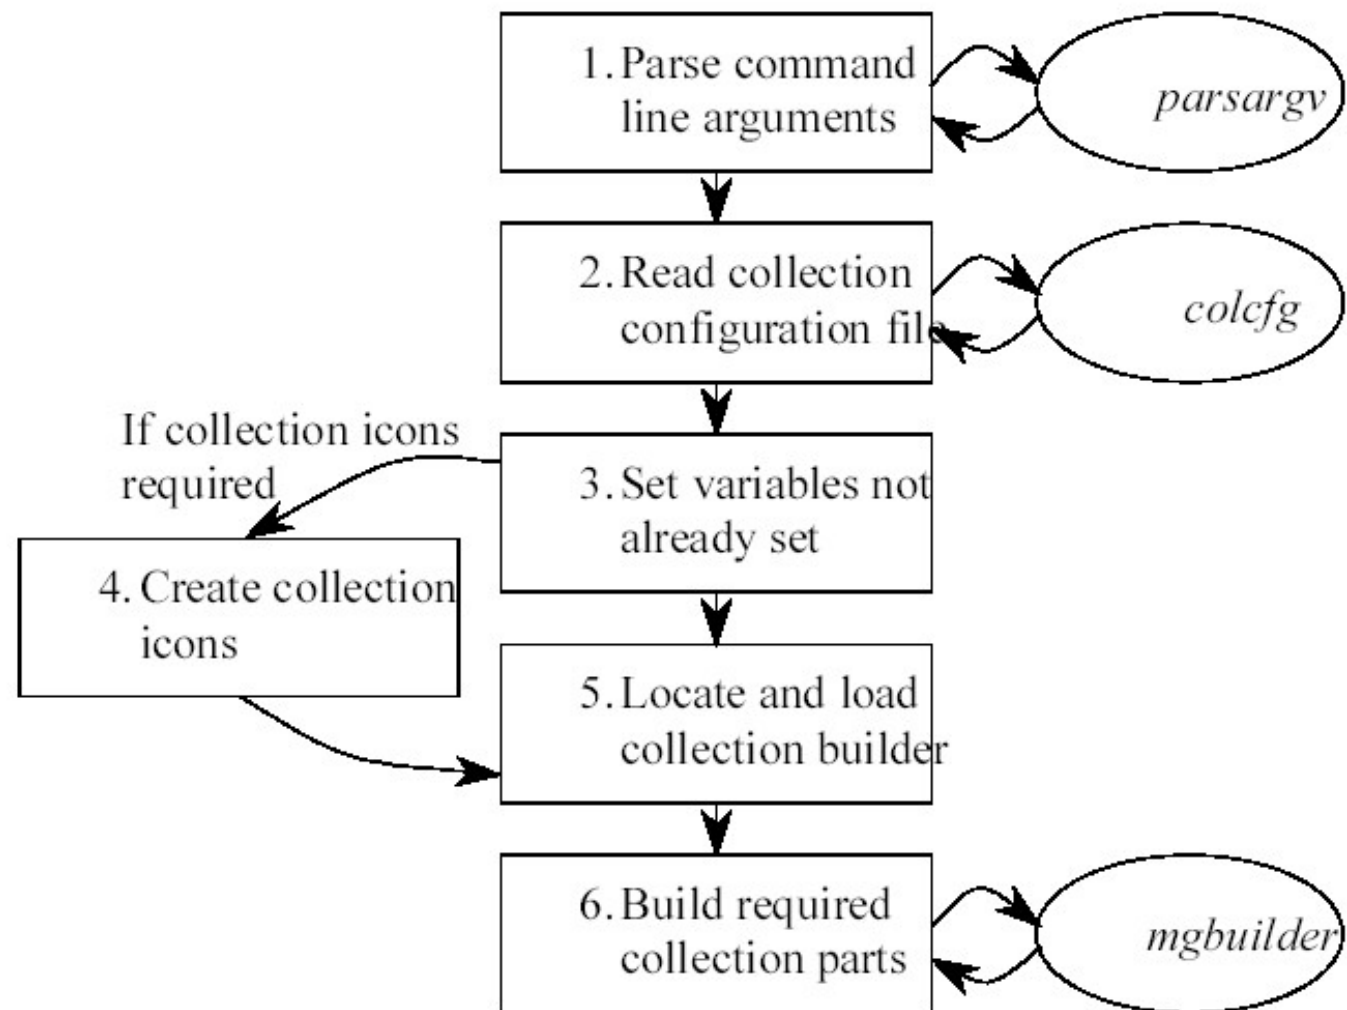 1. Parse command
line arguments
parsargv
2. Read collection
configuration file
colcfg
If collection icons
required
3. Set variables not
already set
4. Create collection
icons
5. Locate and load
collection builder
6. Build required
collection parts
mgbuilder